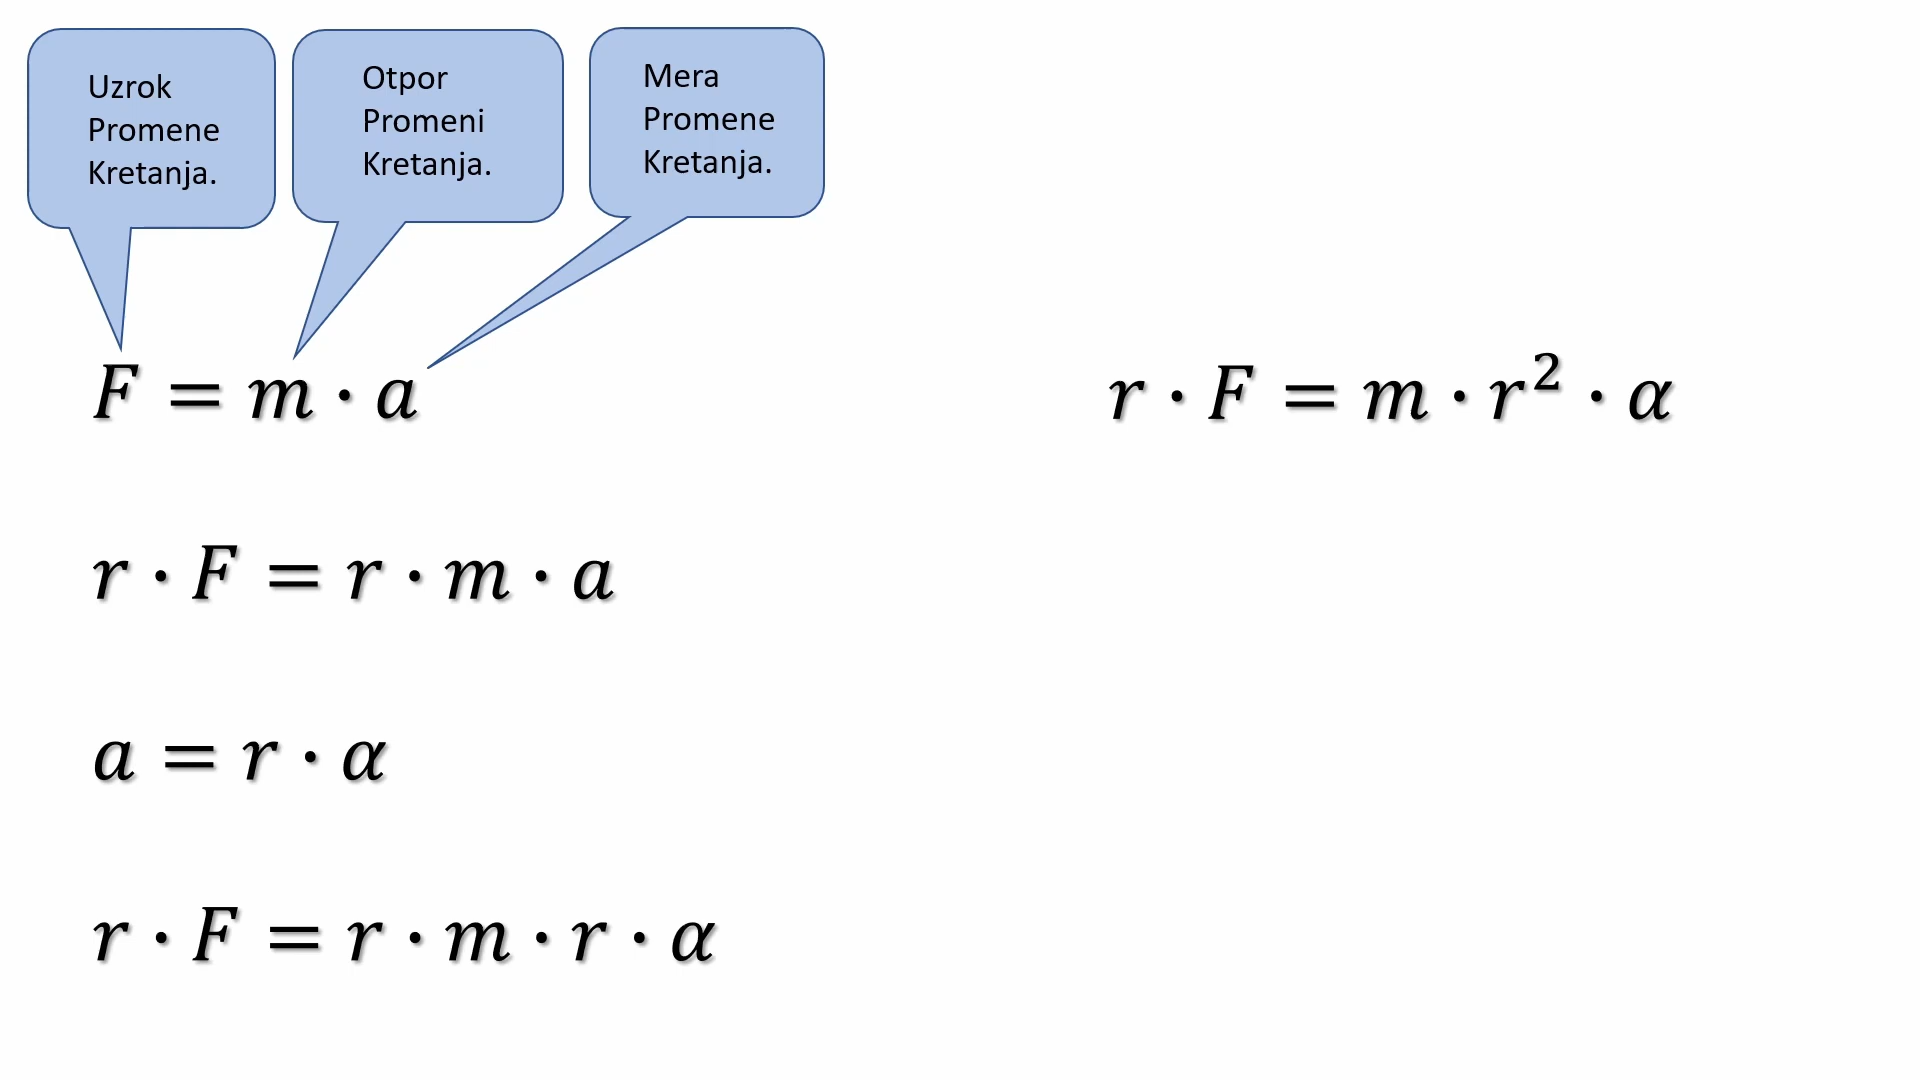 Uzrok
Promene
Kretanja.
Otpor
Promeni
Kretanja.
Mera
Promene
Kretanja.
F = m · a
r · F = m · r² · α
r · F = r · m · a
a = r · α
r · F = r · m · r · α